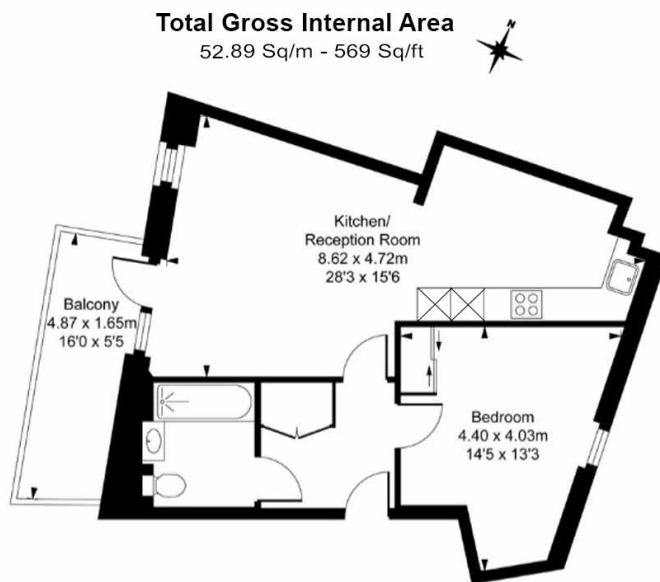 Total Gross Internal Area
52.89 Sq/m - 569 Sq/ft
N
Kitchen/
Reception Room
8.62 x 4.72m
28'3 x 15'6
Balcony
4.87 x 1.65m
16'0 x 5'5
Bedroom
4.40 x 4.03m
14'5 x 13'3